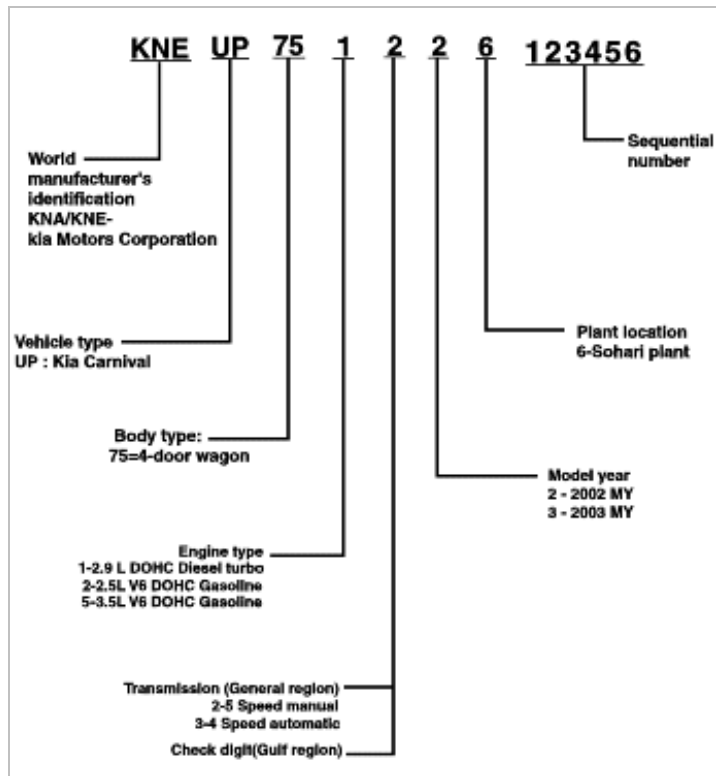 KNE UP 75 1 2 2 6 123456
Sequential
number
World
manufacturer's
identification
KNA/KNE-
kia Motors Corporation
Plant location
6-Sohari plant
Vehicle type
UP : Kia Carnival
Body type:
75=4-door wagon
Model year
2 - 2002 MY
3 - 2003 MY
Engine type
1-2.9 L DOHC Diesel turbo
2-2.5L V6 DOHC Gasoline
5-3.5L V6 DOHC Gasoline
Transmission (General region)
2-5 Speed manual
3-4 Speed automatic
Check digit(Gulf region)